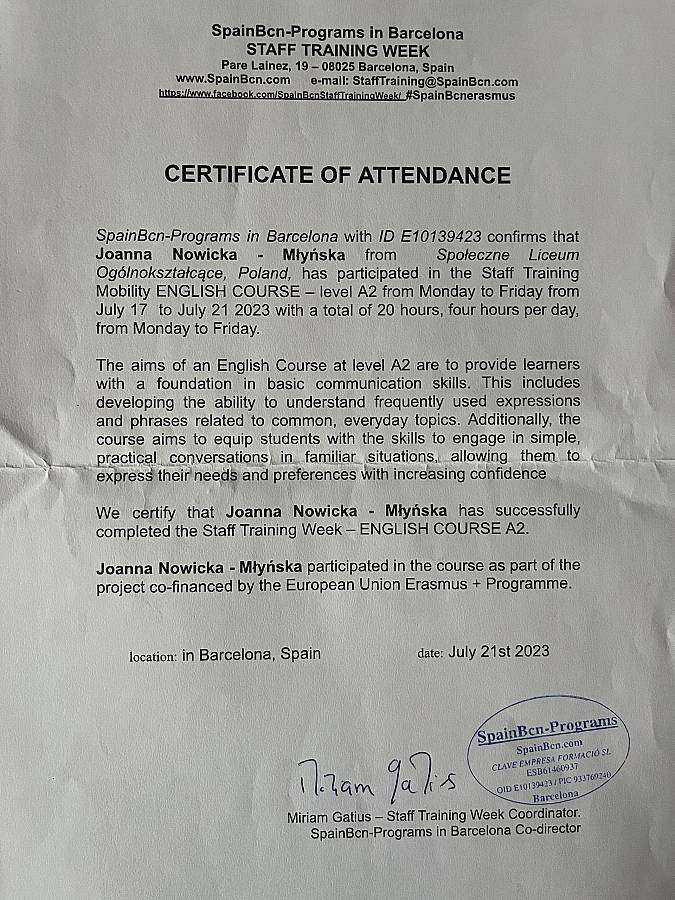 SpainBcn-Programs in Barcelona
STAFF TRAINING WEEK
Pare Lainez, 19 – 08025 Barcelona, Spain
www.SpainBcn.com e-mail: StaffTraining@SpainBcn.com
https://www.facebook.com/SpainBcnStaffTrainingWeek/ #SpainBcnerasmus
CERTIFICATE OF ATTENDANCE
SpainBcn-Programs in Barcelona with ID E10139423 confirms that
Joanna Nowicka - Młyńska from Społeczne Liceum
Ogólnokształcące, Poland, has participated in the Staff Training
Mobility ENGLISH COURSE – level A2 from Monday to Friday from
July 17 to July 21 2023 with a total of 20 hours, four hours per day,
from Monday to Friday.
The aims of an English Course at level A2 are to provide learners
with a foundation in basic communication skills. This includes
developing the ability to understand frequently used expressions
and phrases related to common, everyday topics. Additionally, the
course aims to equip students with the skills to engage in simple,
practical conversations in familiar situations, allowing them to
express their needs and preferences with increasing confidence
We certify that Joanna Nowicka - Młyńska has successfully
completed the Staff Training Week – ENGLISH COURSE A2.
Joanna Nowicka - Młyńska participated in the course as part of the
project co-financed by the European Union Erasmus + Programme.
location: in Barcelona, Spain date: July 21st 2023
SpainBcn-Programs
SpainBcn.com
CLAVE EMPRESA FORMACIÓ SL
ESB61460937
OID E10139423 / PIC 933769240
Barcelona
Miriam Gatius
Miriam Gatius – Staff Training Week Coordinator.
SpainBcn-Programs in Barcelona Co-director